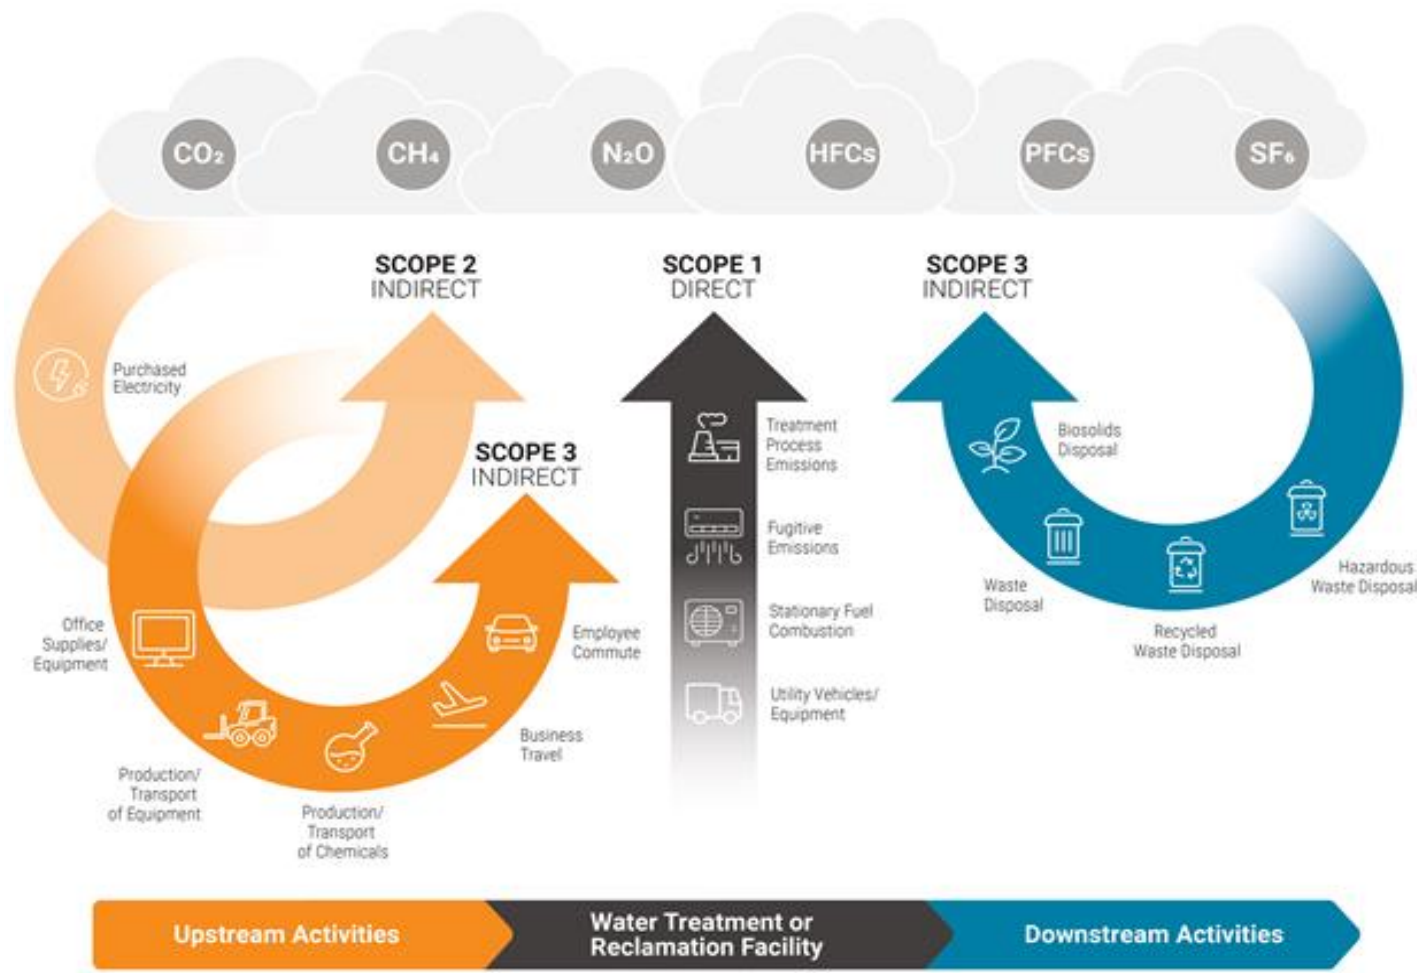 CO₂
CH₄
N₂O
HFCs
PFCs
SF₆
SCOPE 2
INDIRECT
SCOPE 1
DIRECT
SCOPE 3
INDIRECT
Purchased
Electricity
SCOPE 3
INDIRECT
Treatment
Process
Emissions
Biosolids
Disposal
Fugitive
Emissions
Hazardous
Waste Disposal
Waste
Disposal
Recycled
Waste Disposal
Stationary Fuel
Combustion
Utility Vehicles/
Equipment
Office
Supplies/
Equipment
Employee
Commute
Business
Travel
Production/
Transport
of Equipment
Production/
Transport
of Chemicals
Upstream Activities
Water Treatment or
Reclamation Facility
Downstream Activities